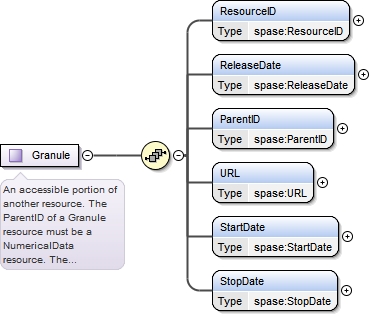 ResourceID
Type spase:ResourceID
ReleaseDate
Type spase:ReleaseDate
ParentID
Type spase:ParentID
Granule
An accessible portion of
another resource. The
ParentID of a Granule
resource must be a
NumericalData
resource. The...
URL
Type spase:URL
StartDate
Type spase:StartDate
StopDate
Type spase:StopDate